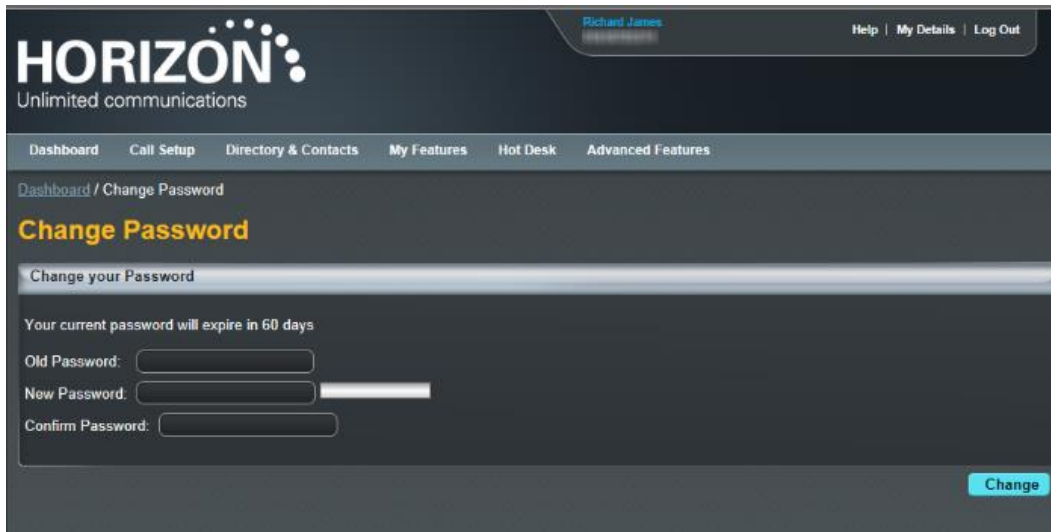 Richard James
Help | My Details | Log Out
HORIZON
Unlimited communications
Dashboard Call Setup Directory & Contacts My Features Hot Desk Advanced Features
Dashboard / Change Password
Change Password
Change your Password
Your current password will expire in 60 days
Old Password:
New Password:
Confirm Password:
Change